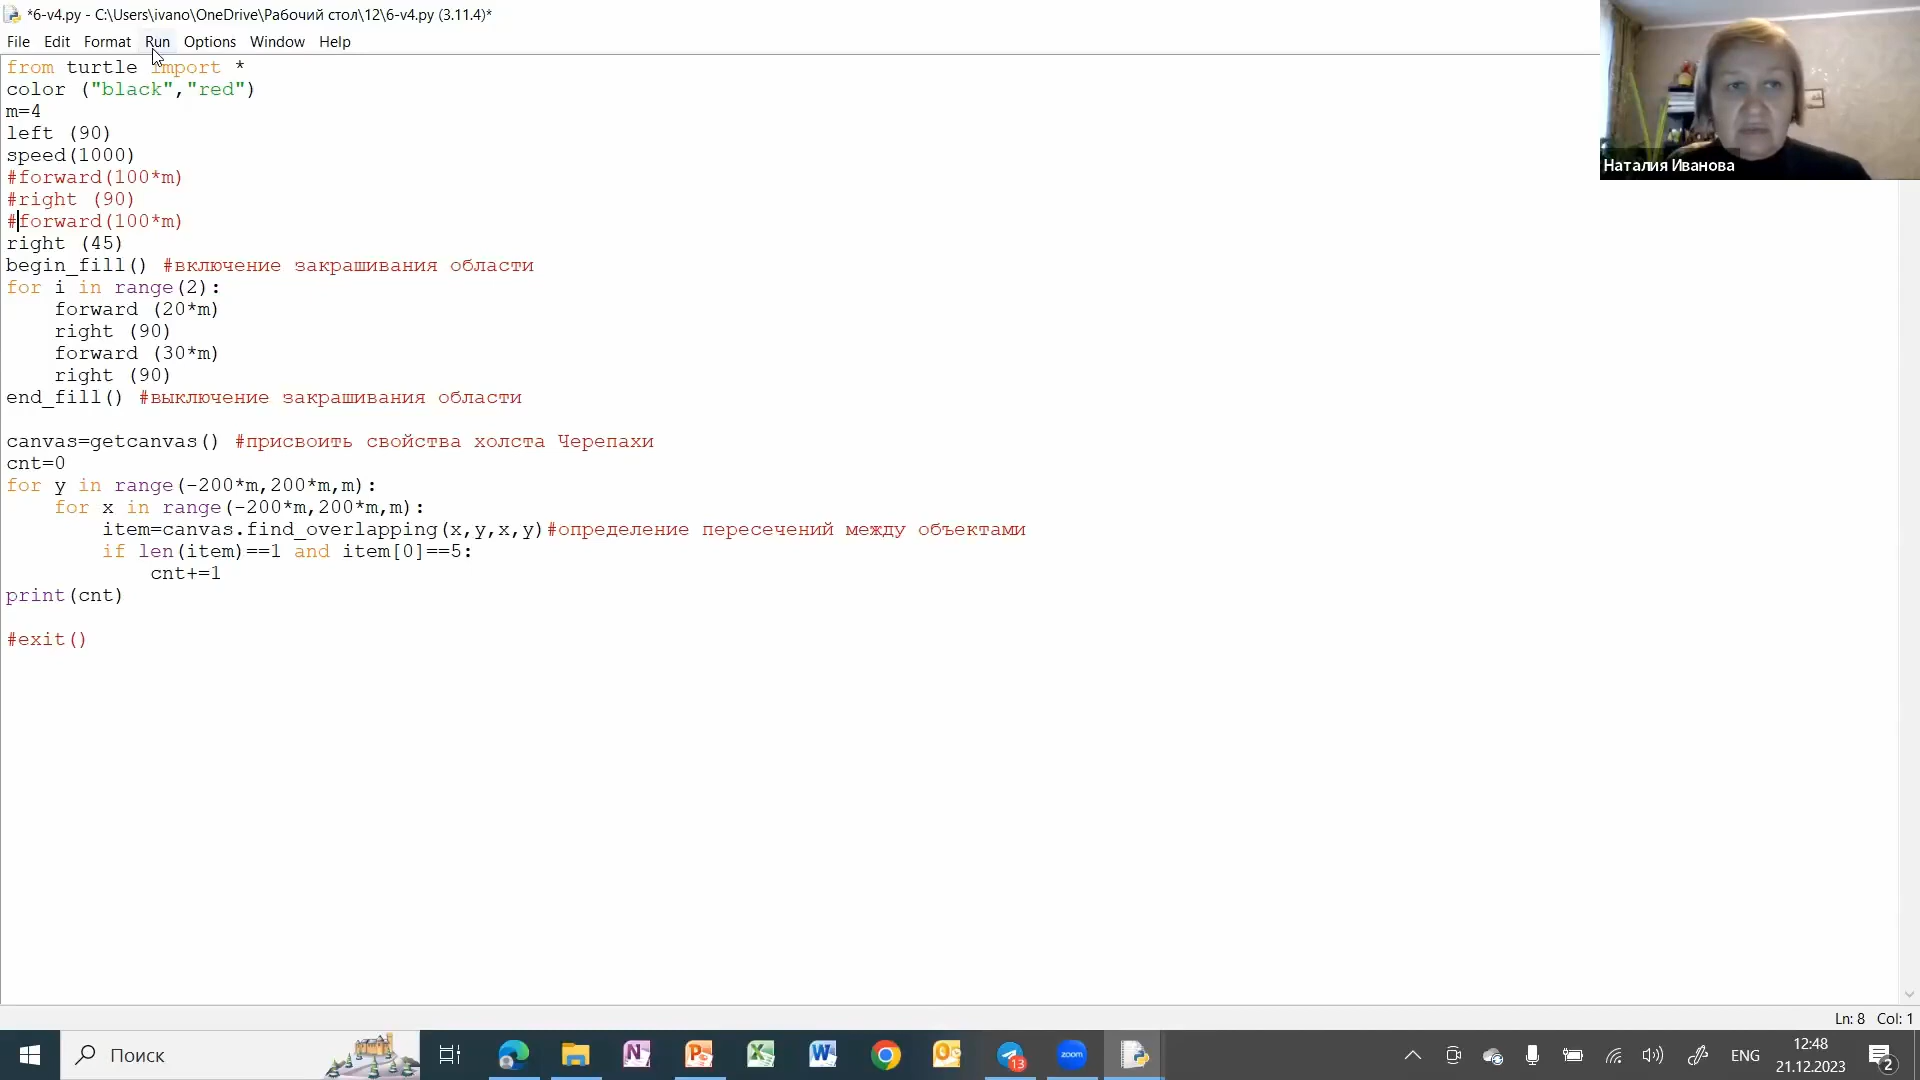 *6-v4.py - C:\Users\ivano\OneDrive\Рабочий стол\12\6-v4.py (3.11.4)*
File Edit Format Run Options Window Help
from turtle import *
color ("black","red")
m=4
left (90)
speed(1000)
#forward(100*m)
#right (90)
#forward(100*m)
right (45)
begin_fill() #включение закрашивания области
for i in range(2):
    forward (20*m)
    right (90)
    forward (30*m)
    right (90)
end_fill() #выключение закрашивания области
canvas=getcanvas() #присвоить свойства холста Черепахи
cnt=0
for y in range(-200*m,200*m,m):
    for x in range(-200*m,200*m,m):
        item=canvas.find_overlapping(x,y,x,y)#определение пересечений между объектами
        if len(item)==1 and item[0]==5:
            cnt+=1
print(cnt)
#exit()
Наталия Иванова
Ln: 8 Col: 1
Поиск
N
P
X
W
O
13
zoom
ENG
12:48
21.12.2023
2